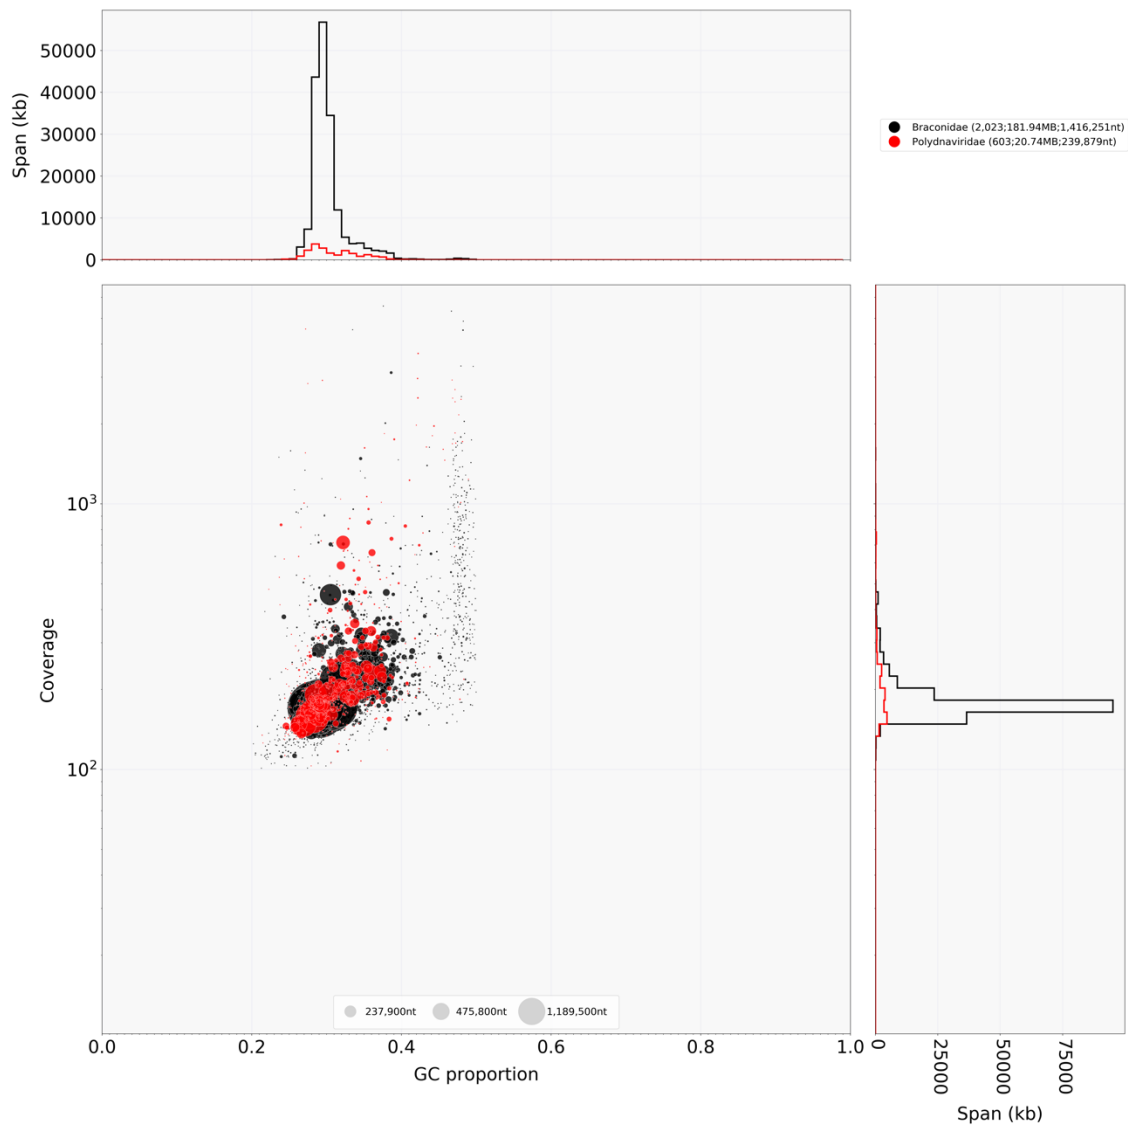 50000
40000
30000
20000
10000
0
Span (kb)
Braconidae (2,023;181.94MB;1,416,251nt)
Polydnaviridae (603;20.74MB;239,879nt)
10³
10²
Coverage
237,900nt
475,800nt
1,189,500nt
0.0
0.2
0.4
0.6
0.8
1.0
GC proportion
0
25000
50000
75000
Span (kb)